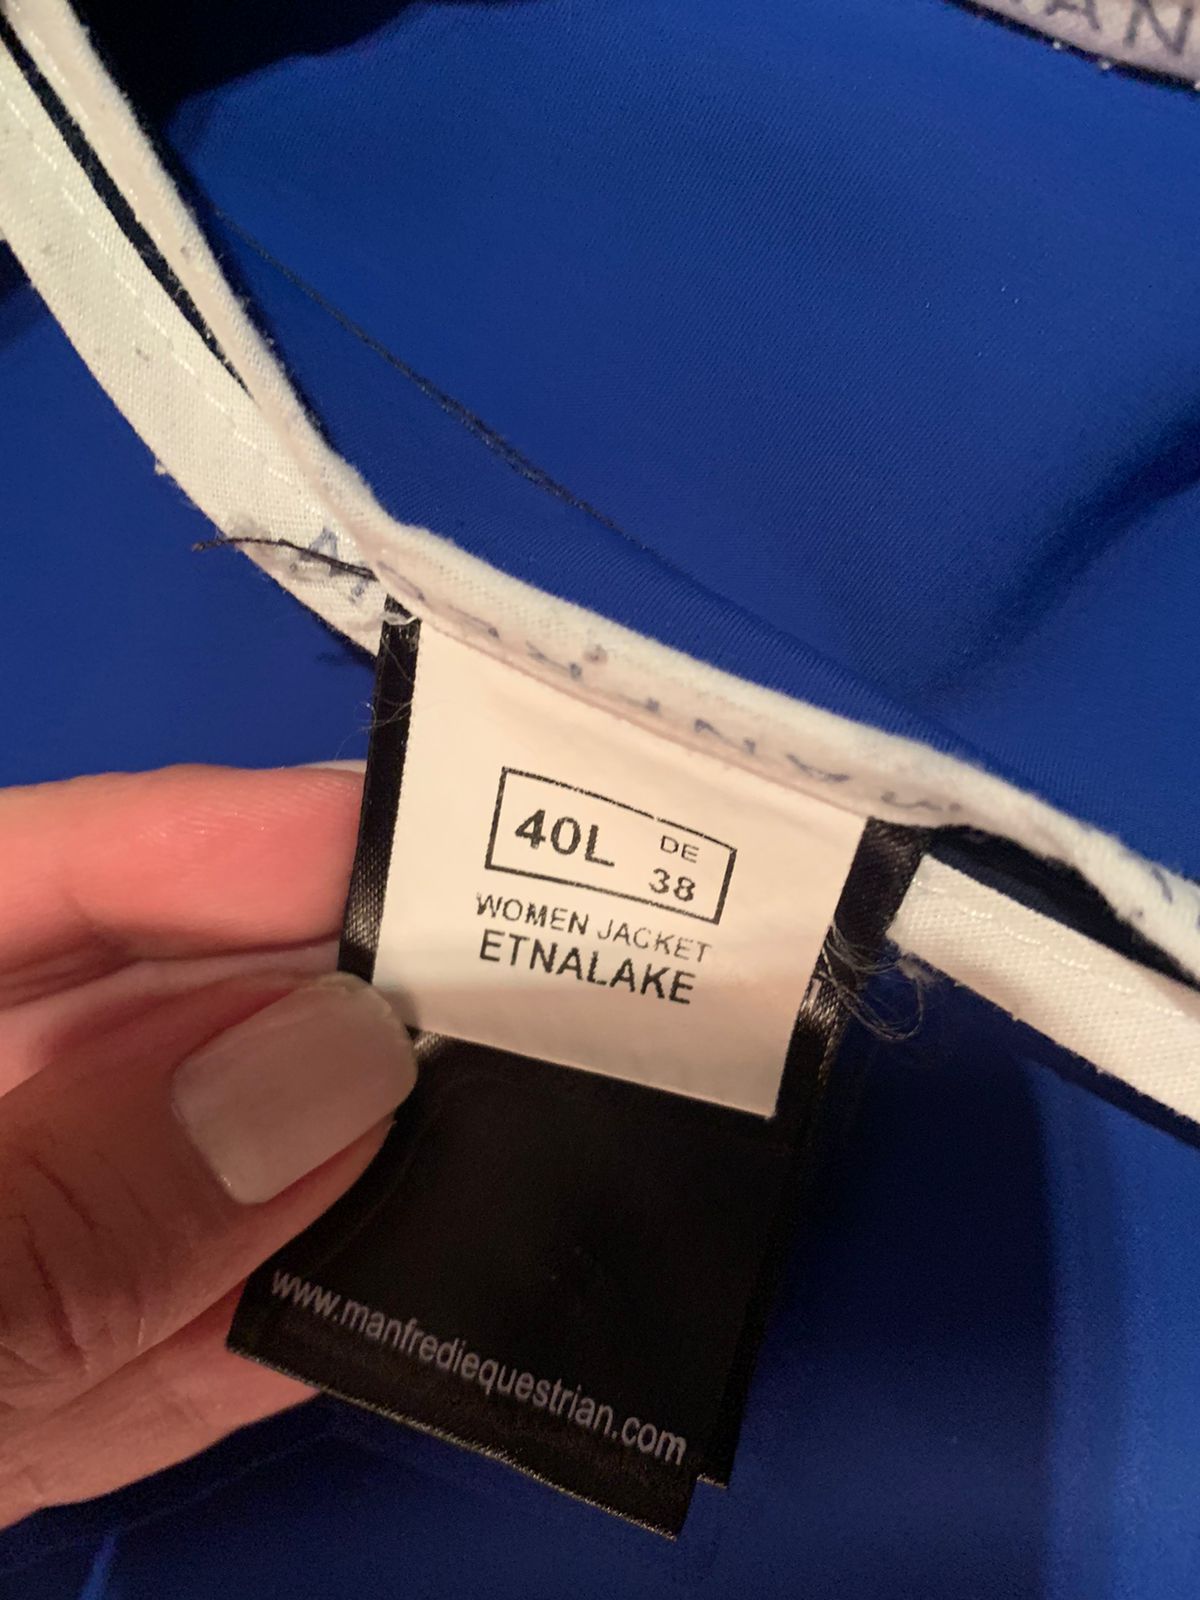 40L
DE
38
WOMEN JACKET
ETNALAKE
www.manfrediequestrian.com